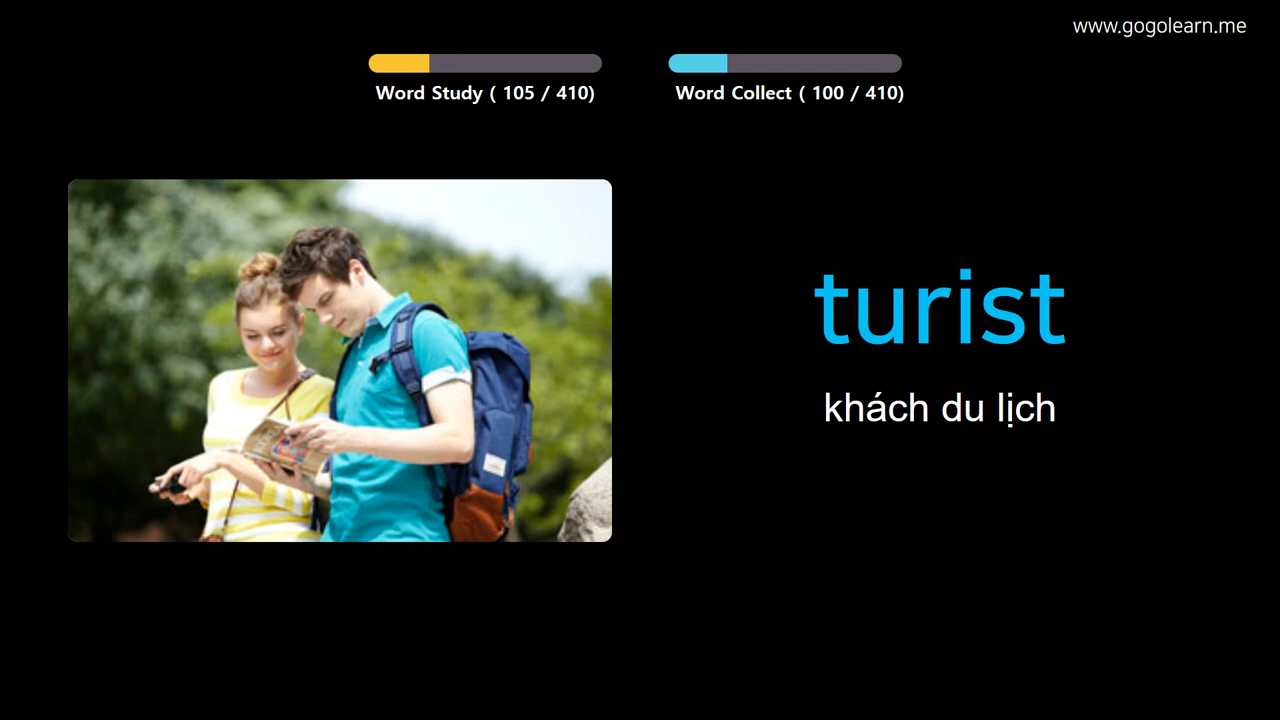 www.gogolearn.me
Word Study ( 105 / 410)
Word Collect ( 100 / 410)
turist
khách du lịch